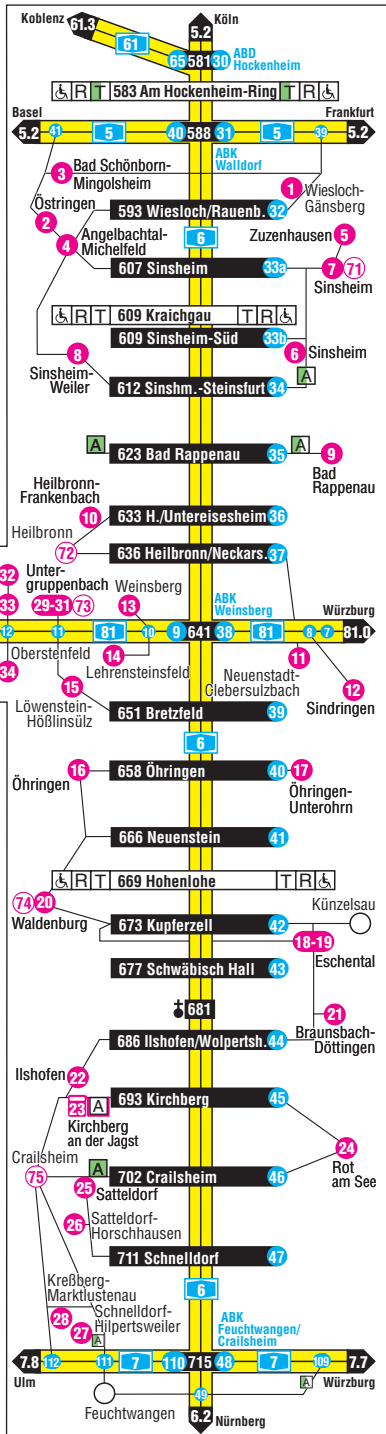 Koblenz
61.3
Köln
5.2
61
65 581 30
ABD
Hockenheim
R T 583 Am Hockenheim-Ring T R
Basel
Frankfurt
5.2 41 5 40 588 31 5 39 5.2
ABK
Walldorf
3 Bad Schönborn-
Mingolsheim
1 Wiesloch-
Gänsberg
Östringen
2
593 Wiesloch/Rauenb. 32
4 Angelbachtal-
Michelfeld
6
Zuzenhausen 5
607 Sinsheim 33a
7 71
Sinsheim
R T 609 Kraichgau T R
609 Sinsheim-Süd 33b
6 Sinsheim
8
Sinsheim-
Weiler
612 Sinshm.-Steinsfurt 34
A
A 623 Bad Rappenau 35 A
9
Bad
Rappenau
Heilbronn-
Frankenbach
10
633 H./Untereisesheim 36
Heilbronn
72
636 Heilbronn/Neckars. 37
32
33
34
Unter-
gruppenbach
29-31 73
Weinsberg
13
ABK
Weinsberg
Würzburg
12 11 81 10 9 641 38 81 8 7 81.0
Oberstenfeld
14
Lehrensteinsfeld
11
Neuenstadt-
Clebersulzbach
12
Sindringen
15
Löwenstein-
Hößlinsülz
651 Bretzfeld 39
6
16
Öhringen
658 Öhringen 40 17
Öhringen-
Unterohrn
666 Neuenstein 41
R T 669 Hohenlohe T R
74 20
Waldenburg
Künzelsau
673 Kupferzell 42
18-19
Eschental
677 Schwäbisch Hall 43
681
21
Braunsbach-
Döttingen
686 Ilshofen/Wolpertsh. 44
Ilshofen
22
23 A
Kirchberg
an der Jagst
693 Kirchberg 45
24
Rot
am See
Crailsheim
75
A
702 Crailsheim 46
25
Satteldorf
26 Satteldorf-
Horschhausen
711 Schnelldorf 47
6
Kreßberg-
Marktlustenau
28
Schnelldorf-
Hilpertsweiler
27
A
ABK
Feuchtwangen/
Crailsheim
7.8 112 111 7 110 715 48 7 109 7.7
Ulm
Würzburg
A
Feuchtwangen
49
6.2
Nürnberg